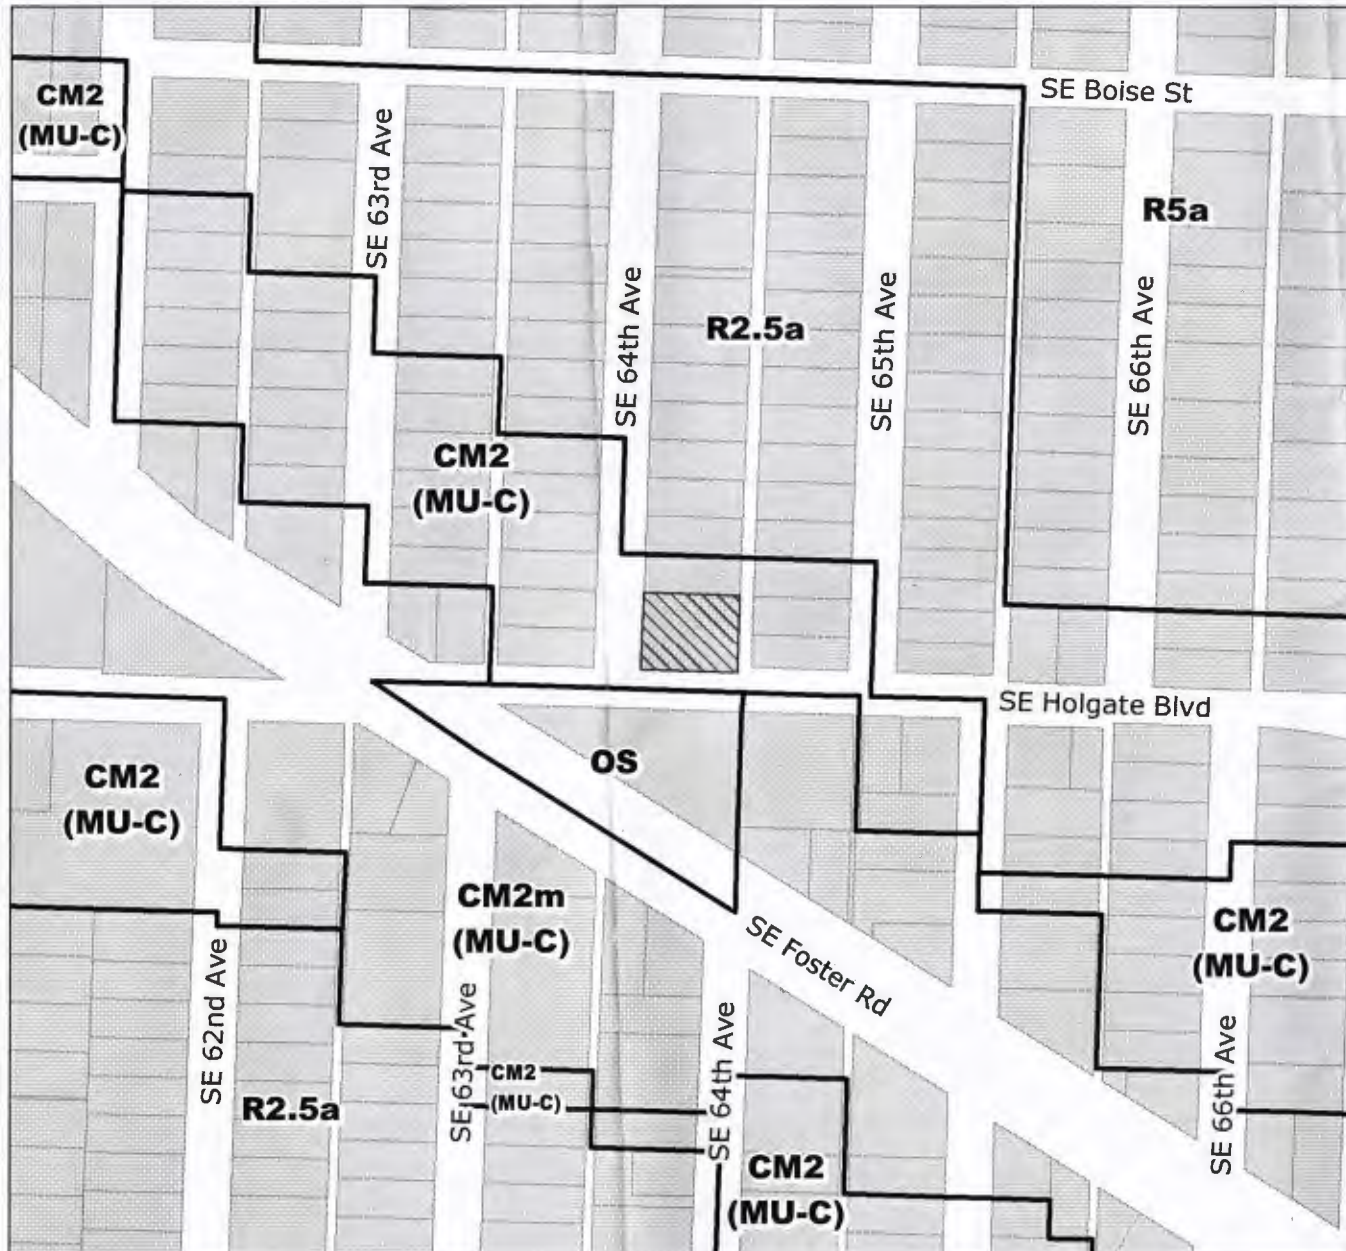 SE Boise St
CM2
(MU-C)
SE 63rd Ave
R5a
SE 64th Ave
R2.5a
SE 65th Ave
SE 66th Ave
CM2
(MU-C)
SE Holgate Blvd
OS
CM2
(MU-C)
CM2m
(MU-C)
SE Foster Rd
CM2
(MU-C)
SE 62nd Ave
SE 63rd Ave
SE 64th Ave
SE 66th Ave
CM2
(MU-C)
R2.5a
CM2
(MU-C)